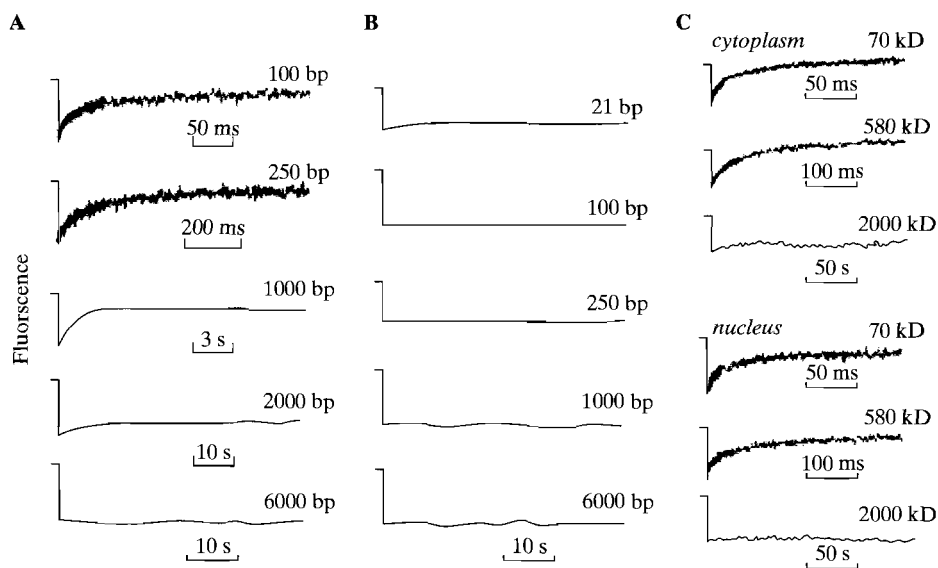 A
100 bp
50 ms
250 bp
200 ms
1000 bp
3 s
2000 bp
10 s
6000 bp
10 s
Fluorescence
B
21 bp
100 bp
250 bp
1000 bp
6000 bp
10 s
C
cytoplasm
70 kD
50 ms
580 kD
100 ms
2000 kD
50 s
nucleus
70 kD
50 ms
580 kD
100 ms
2000 kD
50 s